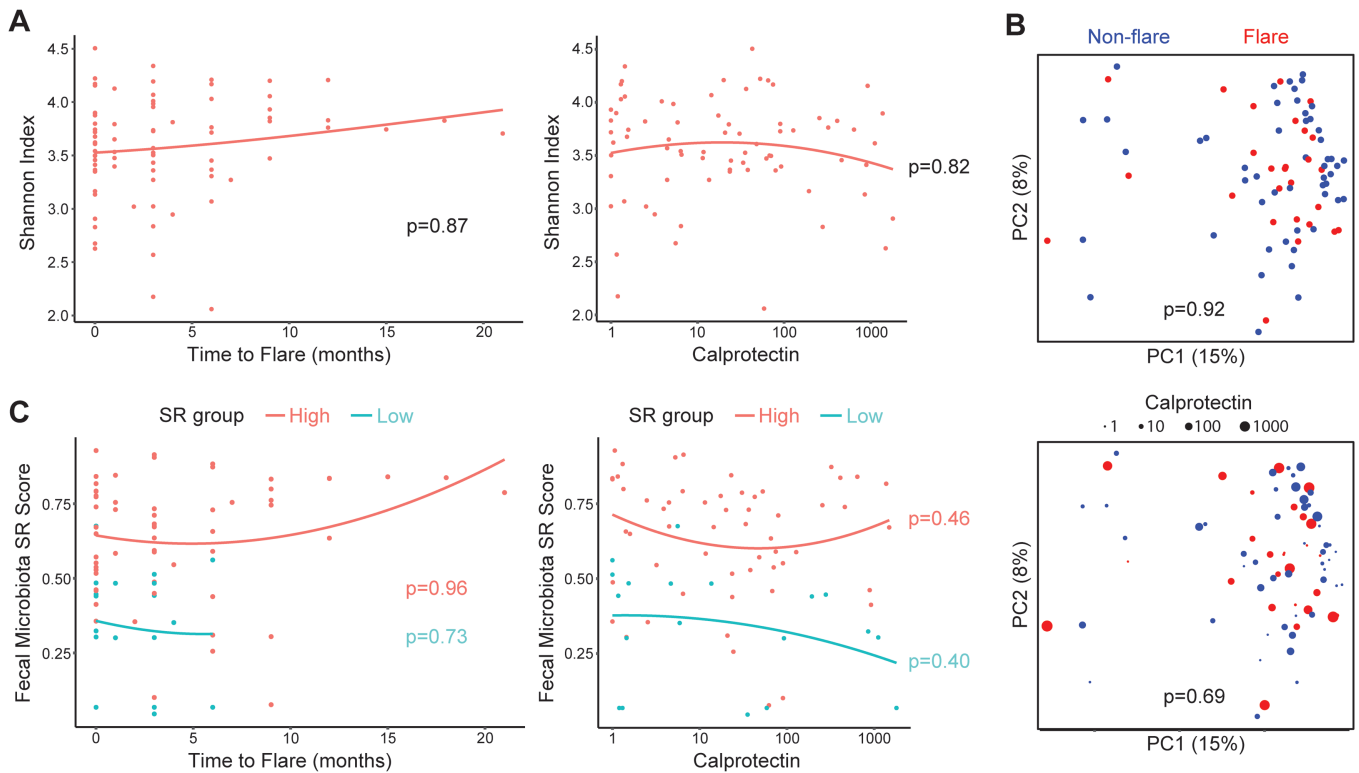 A
4.5
4.0
3.5
3.0
2.5
2.0
Shannon Index
0
5
10
15
20
Time to Flare (months)
p=0.87
4.5
4.0
3.5
3.0
2.5
2.0
Shannon Index
1
10
100
1000
Calprotectin
p=0.82
B
Non-flare
Flare
PC2 (8%)
p=0.92
PC1 (15%)
C
SR group
High
Low
0.75
0.50
0.25
Fecal Microbiota SR Score
0
5
10
15
20
Time to Flare (months)
p=0.96
p=0.73
SR group
High
Low
0.75
0.50
0.25
Fecal Microbiota SR Score
1
10
100
1000
Calprotectin
p=0.46
p=0.40
Calprotectin
1
10
100
1000
PC2 (8%)
p=0.69
PC1 (15%)